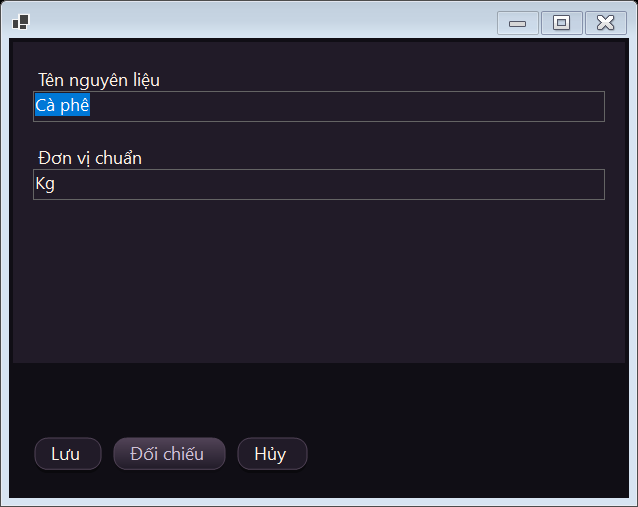 Tên nguyên liệu
Cà phê
Đơn vị chuẩn
Kg
Lưu Đối chiếu Hủy